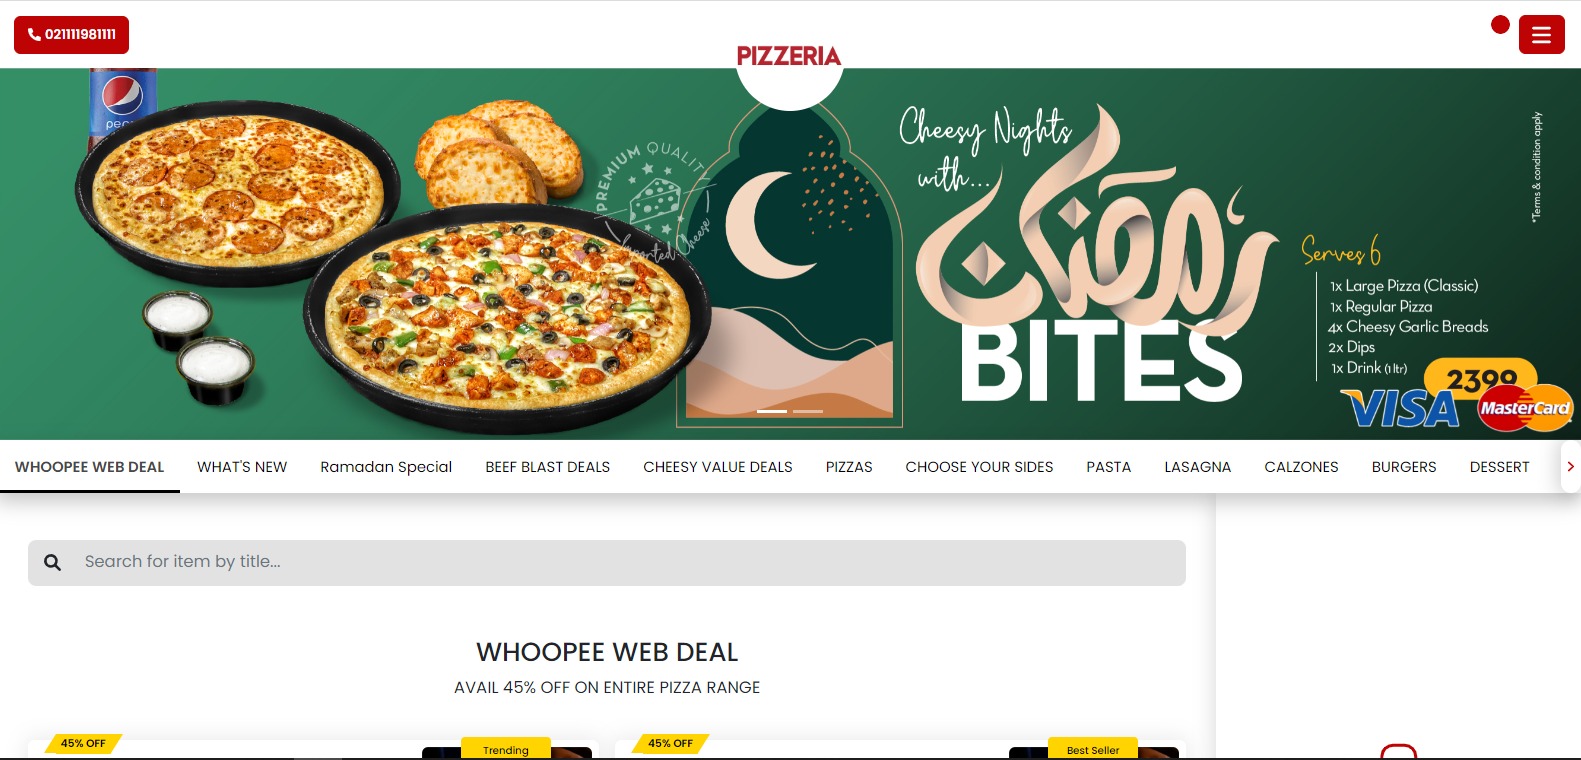 021111981111
PIZZERIA
PREMIUM QUALIT
Imported Cheese
Cheesy Nights
with...
رمضان
BITES
*Terms & condition apply
Serves 6
1x Large Pizza (Classic)
1x Regular Pizza
4x Cheesy Garlic Breads
2x Dips
1x Drink (1 ltr)
2399
VISA
MasterCard
WHOOPEE WEB DEAL
WHAT'S NEW
Ramadan Special
BEEF BLAST DEALS
CHEESY VALUE DEALS
PIZZAS
CHOOSE YOUR SIDES
PASTA
LASAGNA
CALZONES
BURGERS
DESSERT
Search for item by title...
WHOOPEE WEB DEAL
AVAIL 45% OFF ON ENTIRE PIZZA RANGE
45% OFF
Trending
45% OFF
Best Seller